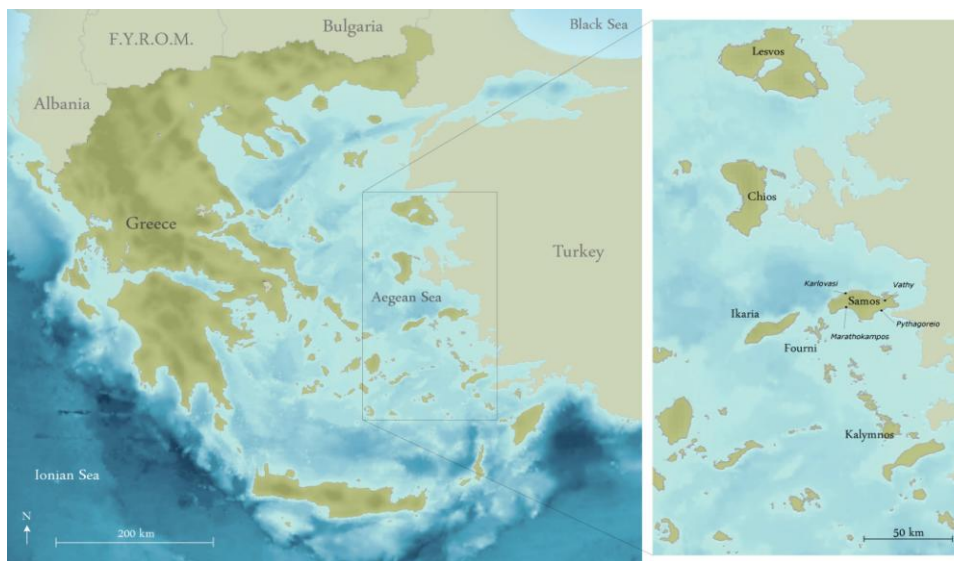 F.Y.R.O.M.
Bulgaria
Black Sea
Albania
Greece
Turkey
Aegean Sea
Ionian Sea
N
200 km
Lesvos
Chios
Karlovasi
Vathy
Samos
Ikaria
Pythagoreio
Marathokampos
Fourni
Kalymnos
50 km